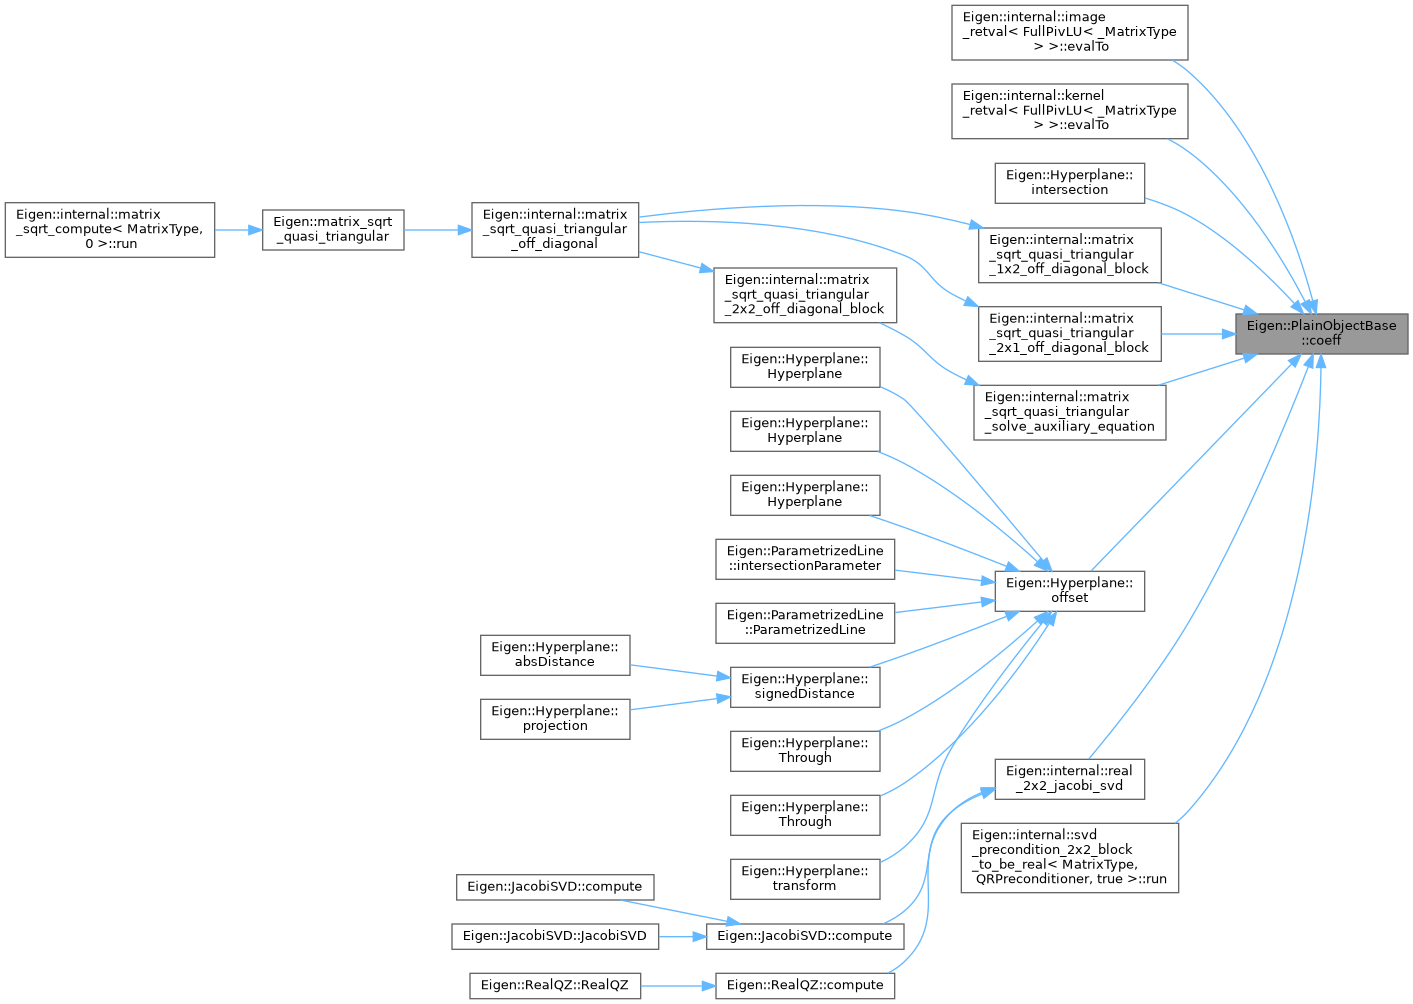 Eigen::internal::image
_retval< FullPivLU< _MatrixType
> >::evalTo
Eigen::internal::kernel
_retval< FullPivLU< _MatrixType
> >::evalTo
Eigen::Hyperplane::
intersection
Eigen::internal::matrix
_sqrt_compute< MatrixType,
0 >::run
Eigen::matrix_sqrt
_quasi_triangular
Eigen::internal::matrix
_sqrt_quasi_triangular
_off_diagonal
Eigen::internal::matrix
_sqrt_quasi_triangular
_1x2_off_diagonal_block
Eigen::internal::matrix
_sqrt_quasi_triangular
_2x2_off_diagonal_block
Eigen::internal::matrix
_sqrt_quasi_triangular
_2x1_off_diagonal_block
Eigen::PlainObjectBase
::coeff
Eigen::Hyperplane::
Hyperplane
Eigen::internal::matrix
_sqrt_quasi_triangular
_solve_auxiliary_equation
Eigen::Hyperplane::
Hyperplane
Eigen::Hyperplane::
Hyperplane
Eigen::ParametrizedLine
::intersectionParameter
Eigen::Hyperplane::
offset
Eigen::ParametrizedLine
::ParametrizedLine
Eigen::Hyperplane::
absDistance
Eigen::Hyperplane::
signedDistance
Eigen::Hyperplane::
projection
Eigen::Hyperplane::
Through
Eigen::internal::real
_2x2_jacobi_svd
Eigen::Hyperplane::
Through
Eigen::internal::svd
_precondition_2x2_block
_to_be_real< MatrixType,
QRPreconditioner, true >::run
Eigen::Hyperplane::
transform
Eigen::JacobiSVD::compute
Eigen::JacobiSVD::JacobiSVD
Eigen::JacobiSVD::compute
Eigen::RealQZ::RealQZ
Eigen::RealQZ::compute